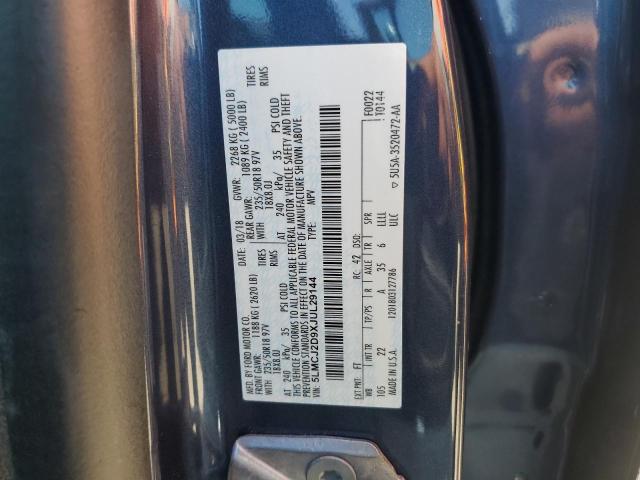 MFD. BY FORD MOTOR CO. DATE: 03/18 GVWR: 2268 KG ( 5000 LB)
FRONT GAWR: 1188 KG ( 2620 LB) REAR GAWR: 1089 KG ( 2400 LB)
WITH 235/50R18 97V TIRES WITH 235/50R18 97V TIRES
18X8.0J RIMS 18X8.0J RIMS
AT 240 kPa/ 35 PSI COLD AT 240 kPa/ 35 PSI COLD
THIS VEHICLE CONFORMS TO ALL APPLICABLE FEDERAL MOTOR VEHICLE SAFETY AND THEFT
PREVENTION STANDARDS IN EFFECT ON THE DATE OF MANUFACTURE SHOWN ABOVE.
VIN: 5LMCJ2D9XJUL29144 TYPE: MPV
F0022
T0144
EXT PNT: FT RC: 42 DSO:
WB INT TR TP/PS R AXLE TR SPR
105 22 A 35 6 LLLL
MADE IN U.S.A. 1201803127786 ULC
5U5A-3520472-AA